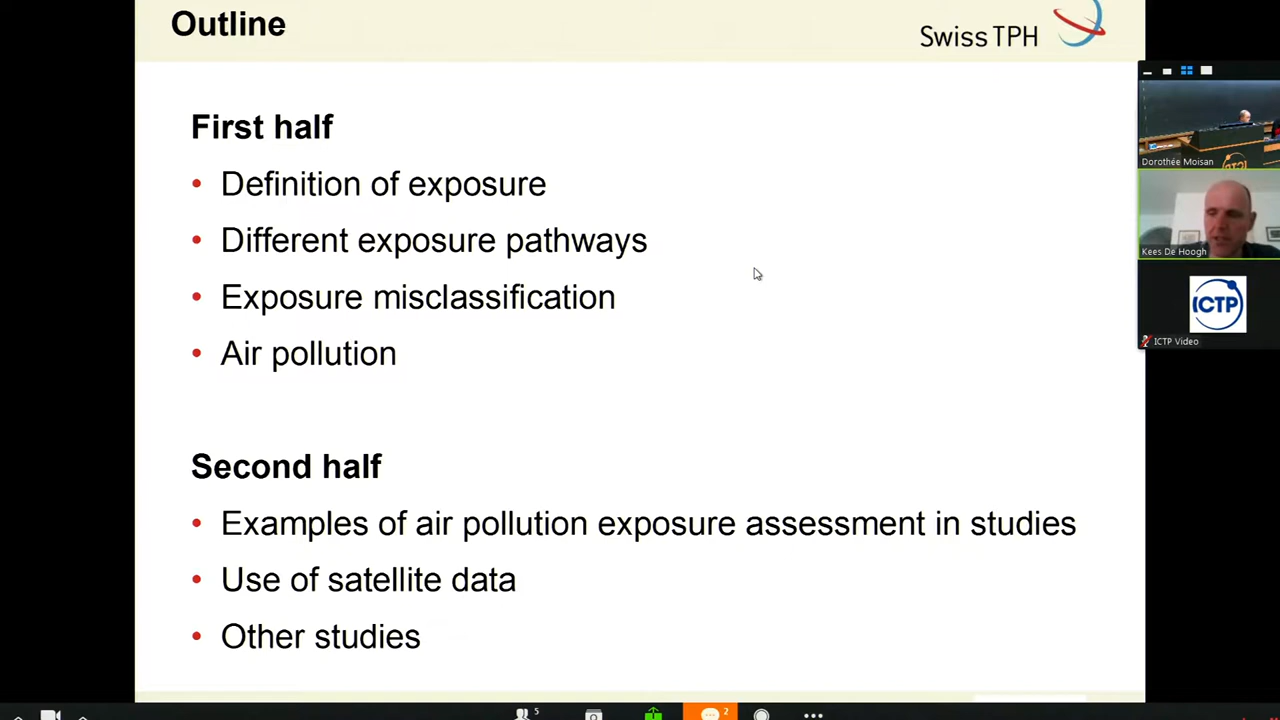 Outline
Swiss TPH
First half
• Definition of exposure
• Different exposure pathways
• Exposure misclassification
• Air pollution
Second half
• Examples of air pollution exposure assessment in studies
• Use of satellite data
• Other studies
Dorothée Moisan
Kees De Hoogh
ICTP
ICTP Video
5
2